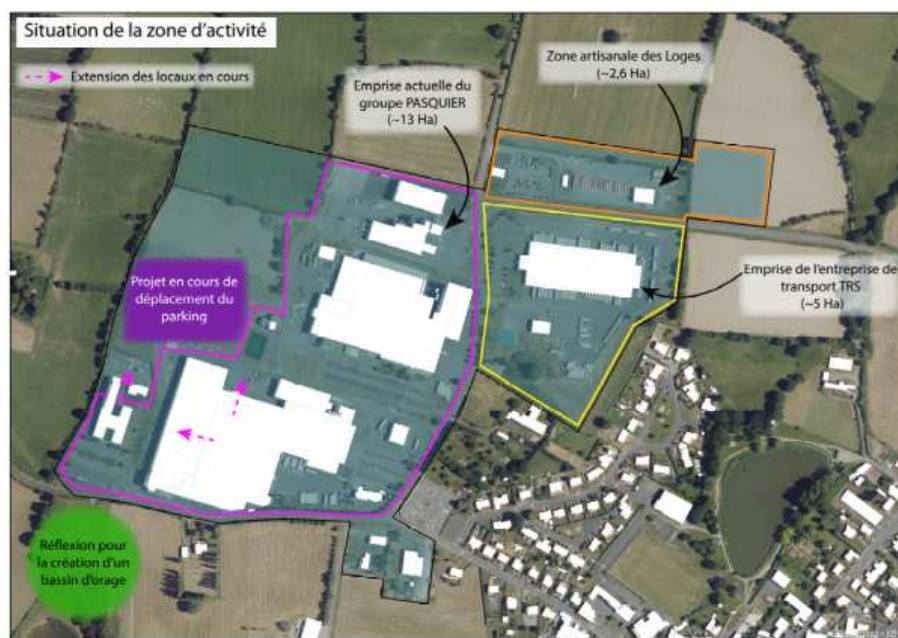 Situation de la zone d'activité
Extension des locaux en cours
Emprise actuelle du
groupe PASQUIER
(~13 Ha)
Zone artisanale des Loges
(~2,6 Ha)
Projet en cours de
déplacement du
parking
Emprise de l'entreprise de
transport TRS
(~5 Ha)
Réflexion pour
la création d'un
bassin d'orage